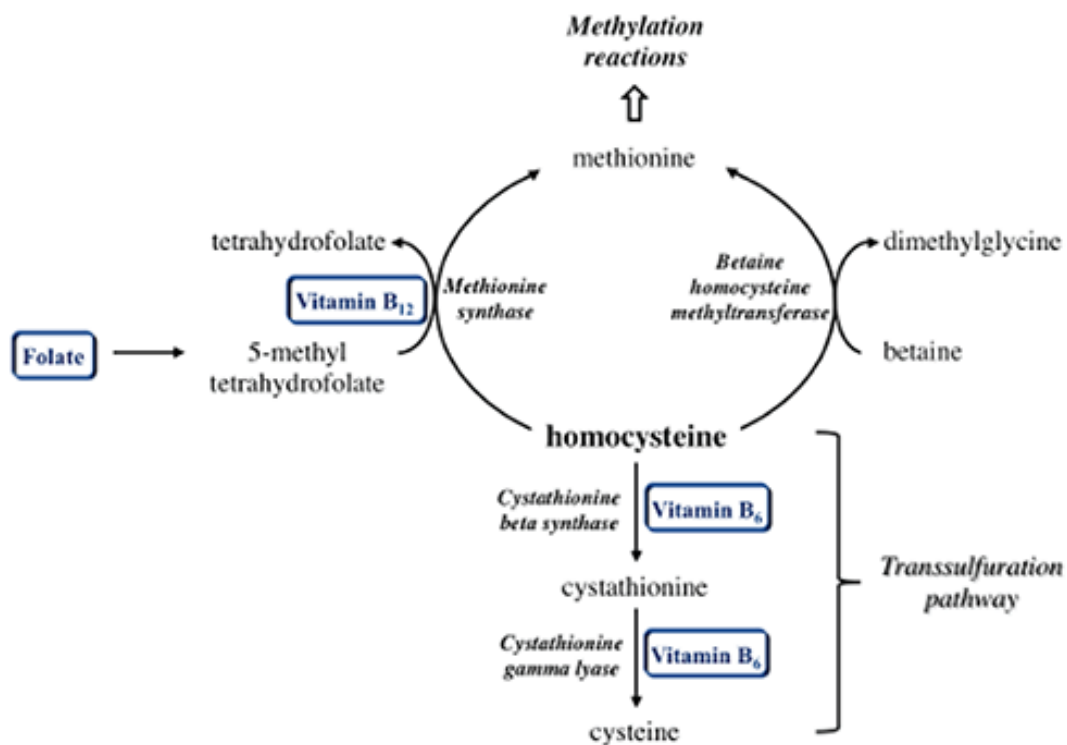 Methylation
reactions
methionine
tetrahydrofolate
dimethylglycine
Vitamin B₁₂
Methionine
synthase
Betaine
homocysteine
methyltransferase
Folate
5-methyl
tetrahydrofolate
betaine
homocysteine
Cystathionine
beta synthase
Vitamin B₆
cystathionine
Transsulfuration
pathway
Cystathionine
gamma lyase
Vitamin B₆
cysteine